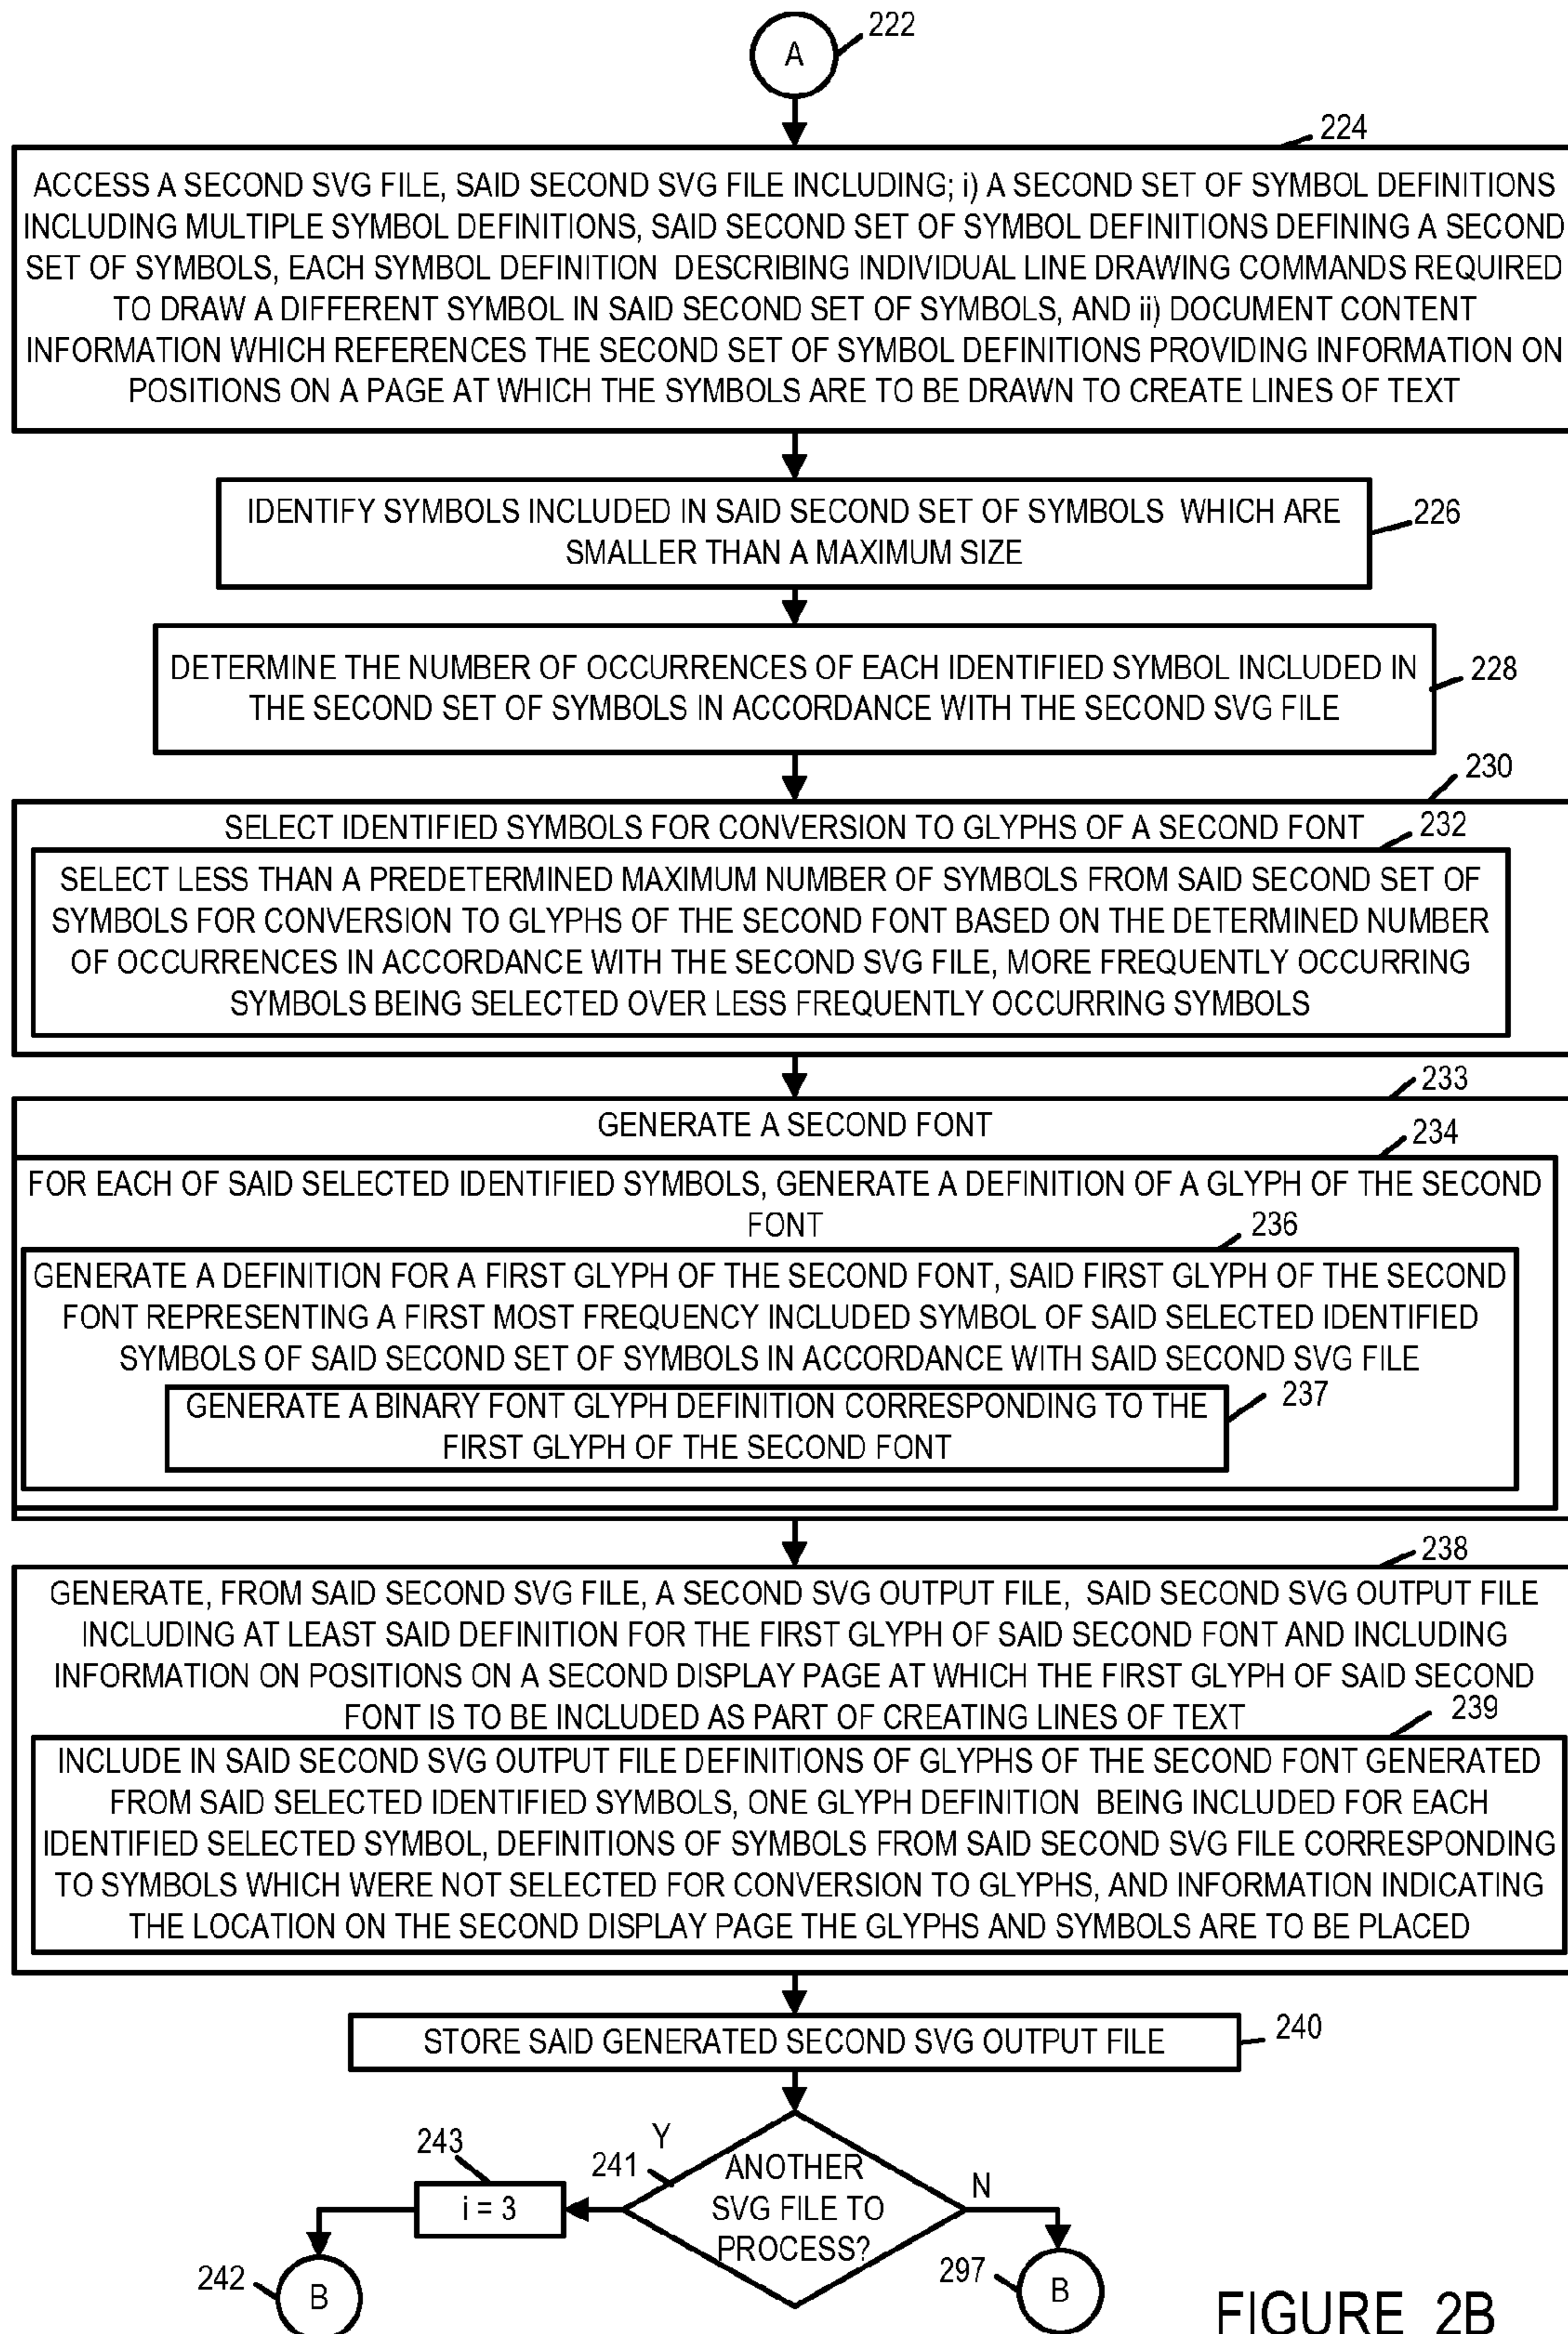 222
A
224
ACCESS A SECOND SVG FILE, SAID SECOND SVG FILE INCLUDING; i) A SECOND SET OF SYMBOL DEFINITIONS
INCLUDING MULTIPLE SYMBOL DEFINITIONS, SAID SECOND SET OF SYMBOL DEFINITIONS DEFINING A SECOND
SET OF SYMBOLS, EACH SYMBOL DEFINITION DESCRIBING INDIVIDUAL LINE DRAWING COMMANDS REQUIRED
TO DRAW A DIFFERENT SYMBOL IN SAID SECOND SET OF SYMBOLS, AND ii) DOCUMENT CONTENT
INFORMATION WHICH REFERENCES THE SECOND SET OF SYMBOL DEFINITIONS PROVIDING INFORMATION ON
POSITIONS ON A PAGE AT WHICH THE SYMBOLS ARE TO BE DRAWN TO CREATE LINES OF TEXT
IDENTIFY SYMBOLS INCLUDED IN SAID SECOND SET OF SYMBOLS WHICH ARE
SMALLER THAN A MAXIMUM SIZE
226
DETERMINE THE NUMBER OF OCCURRENCES OF EACH IDENTIFIED SYMBOL INCLUDED IN
THE SECOND SET OF SYMBOLS IN ACCORDANCE WITH THE SECOND SVG FILE
228
230
SELECT IDENTIFIED SYMBOLS FOR CONVERSION TO GLYPHS OF A SECOND FONT
232
SELECT LESS THAN A PREDETERMINED MAXIMUM NUMBER OF SYMBOLS FROM SAID SECOND SET OF
SYMBOLS FOR CONVERSION TO GLYPHS OF THE SECOND FONT BASED ON THE DETERMINED NUMBER
OF OCCURRENCES IN ACCORDANCE WITH THE SECOND SVG FILE, MORE FREQUENTLY OCCURRING
SYMBOLS BEING SELECTED OVER LESS FREQUENTLY OCCURRING SYMBOLS
233
GENERATE A SECOND FONT
234
FOR EACH OF SAID SELECTED IDENTIFIED SYMBOLS, GENERATE A DEFINITION OF A GLYPH OF THE SECOND
FONT
236
GENERATE A DEFINITION FOR A FIRST GLYPH OF THE SECOND FONT, SAID FIRST GLYPH OF THE SECOND
FONT REPRESENTING A FIRST MOST FREQUENCY INCLUDED SYMBOL OF SAID SELECTED IDENTIFIED
SYMBOLS OF SAID SECOND SET OF SYMBOLS IN ACCORDANCE WITH SAID SECOND SVG FILE
237
GENERATE A BINARY FONT GLYPH DEFINITION CORRESPONDING TO THE
FIRST GLYPH OF THE SECOND FONT
238
GENERATE, FROM SAID SECOND SVG FILE, A SECOND SVG OUTPUT FILE, SAID SECOND SVG OUTPUT FILE
INCLUDING AT LEAST SAID DEFINITION FOR THE FIRST GLYPH OF SAID SECOND FONT AND INCLUDING
INFORMATION ON POSITIONS ON A SECOND DISPLAY PAGE AT WHICH THE FIRST GLYPH OF SAID SECOND
FONT IS TO BE INCLUDED AS PART OF CREATING LINES OF TEXT
239
INCLUDE IN SAID SECOND SVG OUTPUT FILE DEFINITIONS OF GLYPHS OF THE SECOND FONT GENERATED
FROM SAID SELECTED IDENTIFIED SYMBOLS, ONE GLYPH DEFINITION BEING INCLUDED FOR EACH
IDENTIFIED SELECTED SYMBOL, DEFINITIONS OF SYMBOLS FROM SAID SECOND SVG FILE CORRESPONDING
TO SYMBOLS WHICH WERE NOT SELECTED FOR CONVERSION TO GLYPHS, AND INFORMATION INDICATING
THE LOCATION ON THE SECOND DISPLAY PAGE THE GLYPHS AND SYMBOLS ARE TO BE PLACED
STORE SAID GENERATED SECOND SVG OUTPUT FILE
240
243
i = 3
241
Y
ANOTHER
SVG FILE TO
PROCESS?
N
242
B
297
B
FIGURE 2B